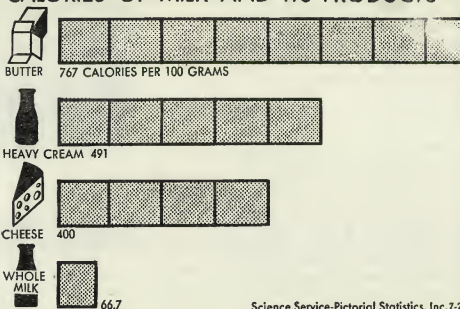 CALORIES OF MILK AND ITS PRODUCTS
BUTTER
767 CALORIES PER 100 GRAMS
HEAVY CREAM 491
CHEESE
400
WHOLE
MILK
66.7
Science Service-Pictorial Statistics, Inc.